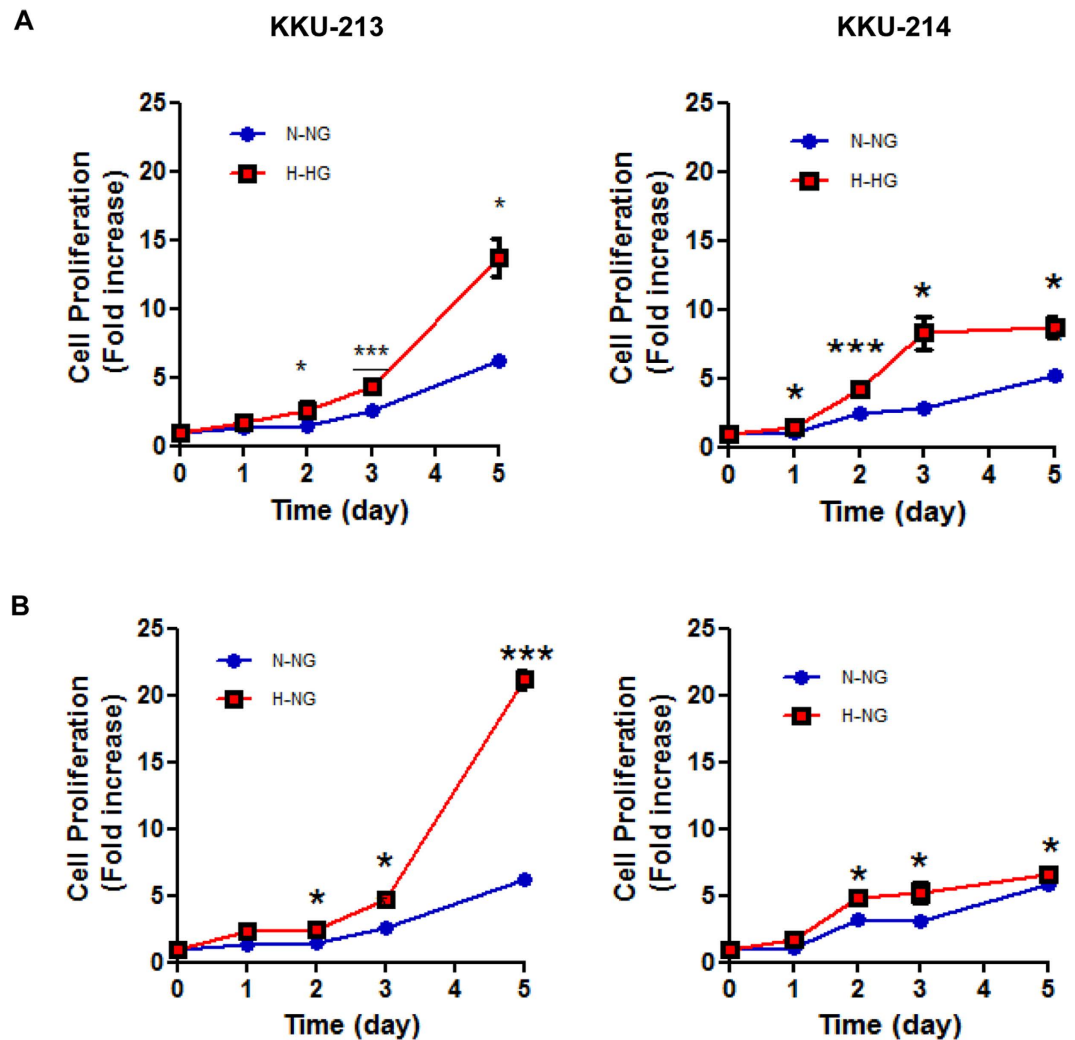 A
KKU-213
KKU-214
Cell Proliferation
(Fold increase)
25
20
15
10
5
0
N-NG
H-HG
*
***
*
0 1 2 3 4 5
Time (day)
Cell Proliferation
(Fold increase)
25
20
15
10
5
0
N-NG
H-HG
*
***
*
*
0 1 2 3 4 5
Time (day)
B
Cell Proliferation
(Fold increase)
25
20
15
10
5
0
N-NG
H-NG
*
*
***
0 1 2 3 4 5
Time (day)
Cell Proliferation
(Fold increase)
25
20
15
10
5
0
N-NG
H-NG
*
*
*
0 1 2 3 4 5
Time (day)